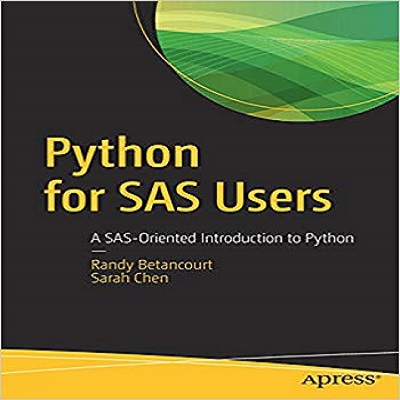 Python
for SAS Users
A SAS-Oriented Introduction to Python
—
Randy Betancourt
Sarah Chen
Apress®